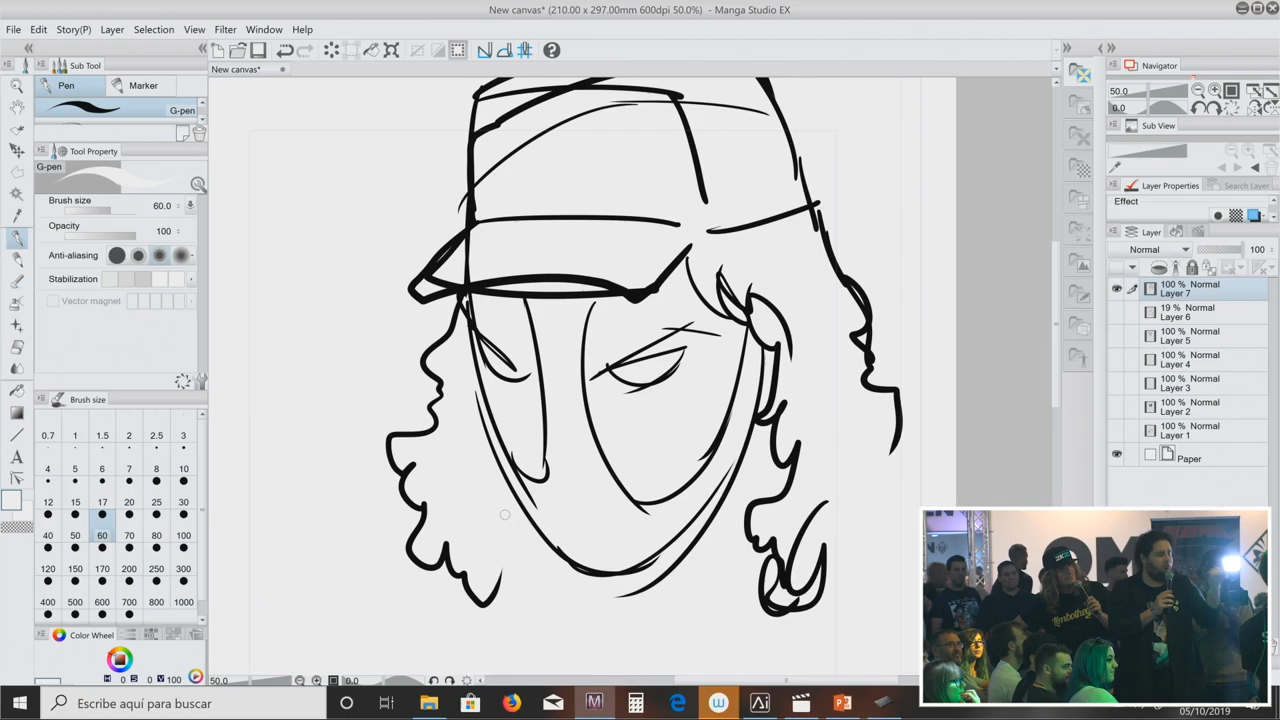 New canvas* (210.00 x 297.00mm 600dpi 50.0%) - Manga Studio EX
File Edit Story(P) Layer Selection View Filter Window Help
Sub Tool
New canvas*
Navigator
Pen Marker
50.0
G-pen
0.0
Sub View
Tool Property
G-pen
Layer Properties Search Layer
Brush size 60.0
Effect
Opacity 100
Layer
Anti-aliasing
Normal 100
Stabilization
Vector magnet
100% Normal
Layer 7
19% Normal
Layer 6
100% Normal
Layer 5
100% Normal
Layer 4
100% Normal
Layer 3
100% Normal
Layer 2
100% Normal
Layer 1
Paper
Brush size
0.7 1 1.5 2 2.5 3
4 5 6 7 8 10
12 15 17 20 25 30
40 50 60 70 80 100
120 150 170 200 250 300
400 600 1000
Color Wheel
H 0 S 0 V 100
50.0 0.0
Escribe aquí para buscar
05/10/2019